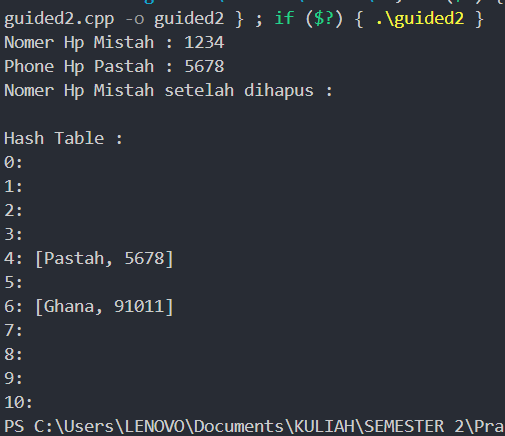 guided2.cpp -o guided2 } ; if ($?) { .\guided2 }
Nomer Hp Mistah : 1234
Phone Hp Pastah : 5678
Nomer Hp Mistah setelah dihapus :
Hash Table :
0:
1:
2:
3:
4: [Pastah, 5678]
5:
6: [Ghana, 91011]
7:
8:
9:
10:
PS C:\Users\LENOVO\Documents\KULIAH\SEMESTER 2\Pra